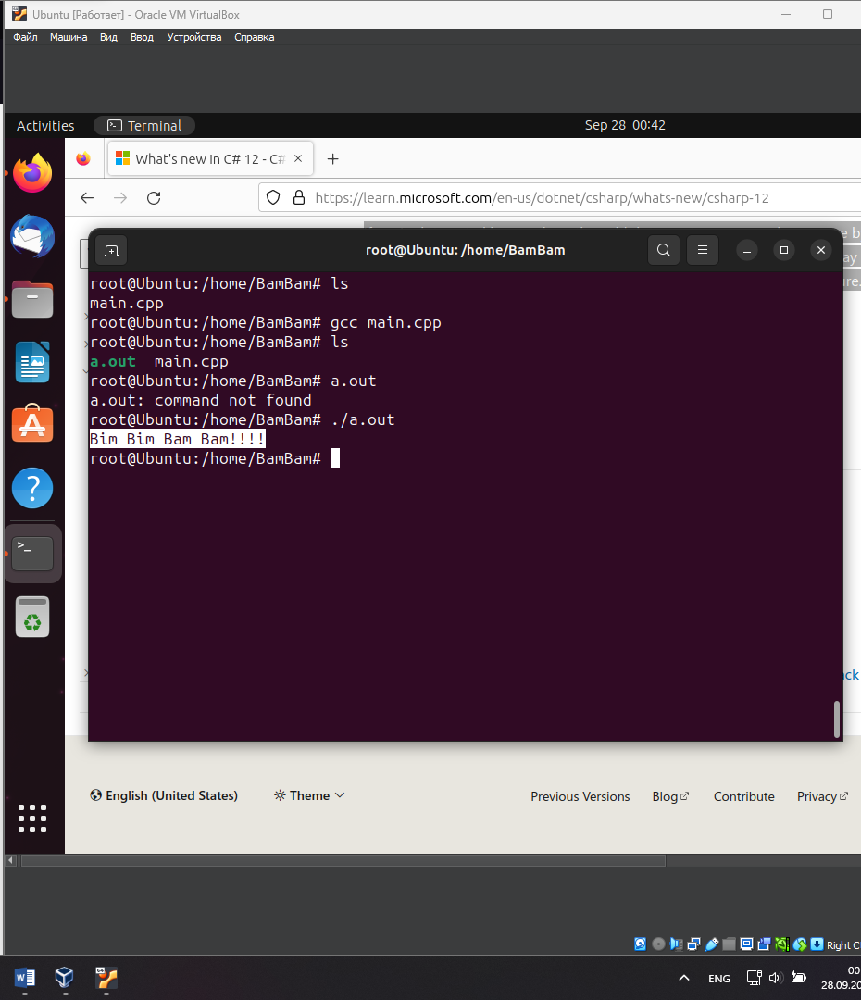 Ubuntu [Работает] - Oracle VM VirtualBox
Файл Машина Вид Ввод Устройства Справка
Activities Terminal Sep 28 00:42
What's new in C# 12 - C#
https://learn.microsoft.com/en-us/dotnet/csharp/whats-new/csharp-12
root@Ubuntu: /home/BamBam
root@Ubuntu:/home/BamBam# ls
main.cpp
root@Ubuntu:/home/BamBam# gcc main.cpp
root@Ubuntu:/home/BamBam# ls
a.out main.cpp
root@Ubuntu:/home/BamBam# a.out
a.out: command not found
root@Ubuntu:/home/BamBam# ./a.out
Bim Bim Bam Bam!!!!
root@Ubuntu:/home/BamBam#
English (United States) Theme Previous Versions Blog Contribute Privacy
Right C
ENG 00
28.09.20